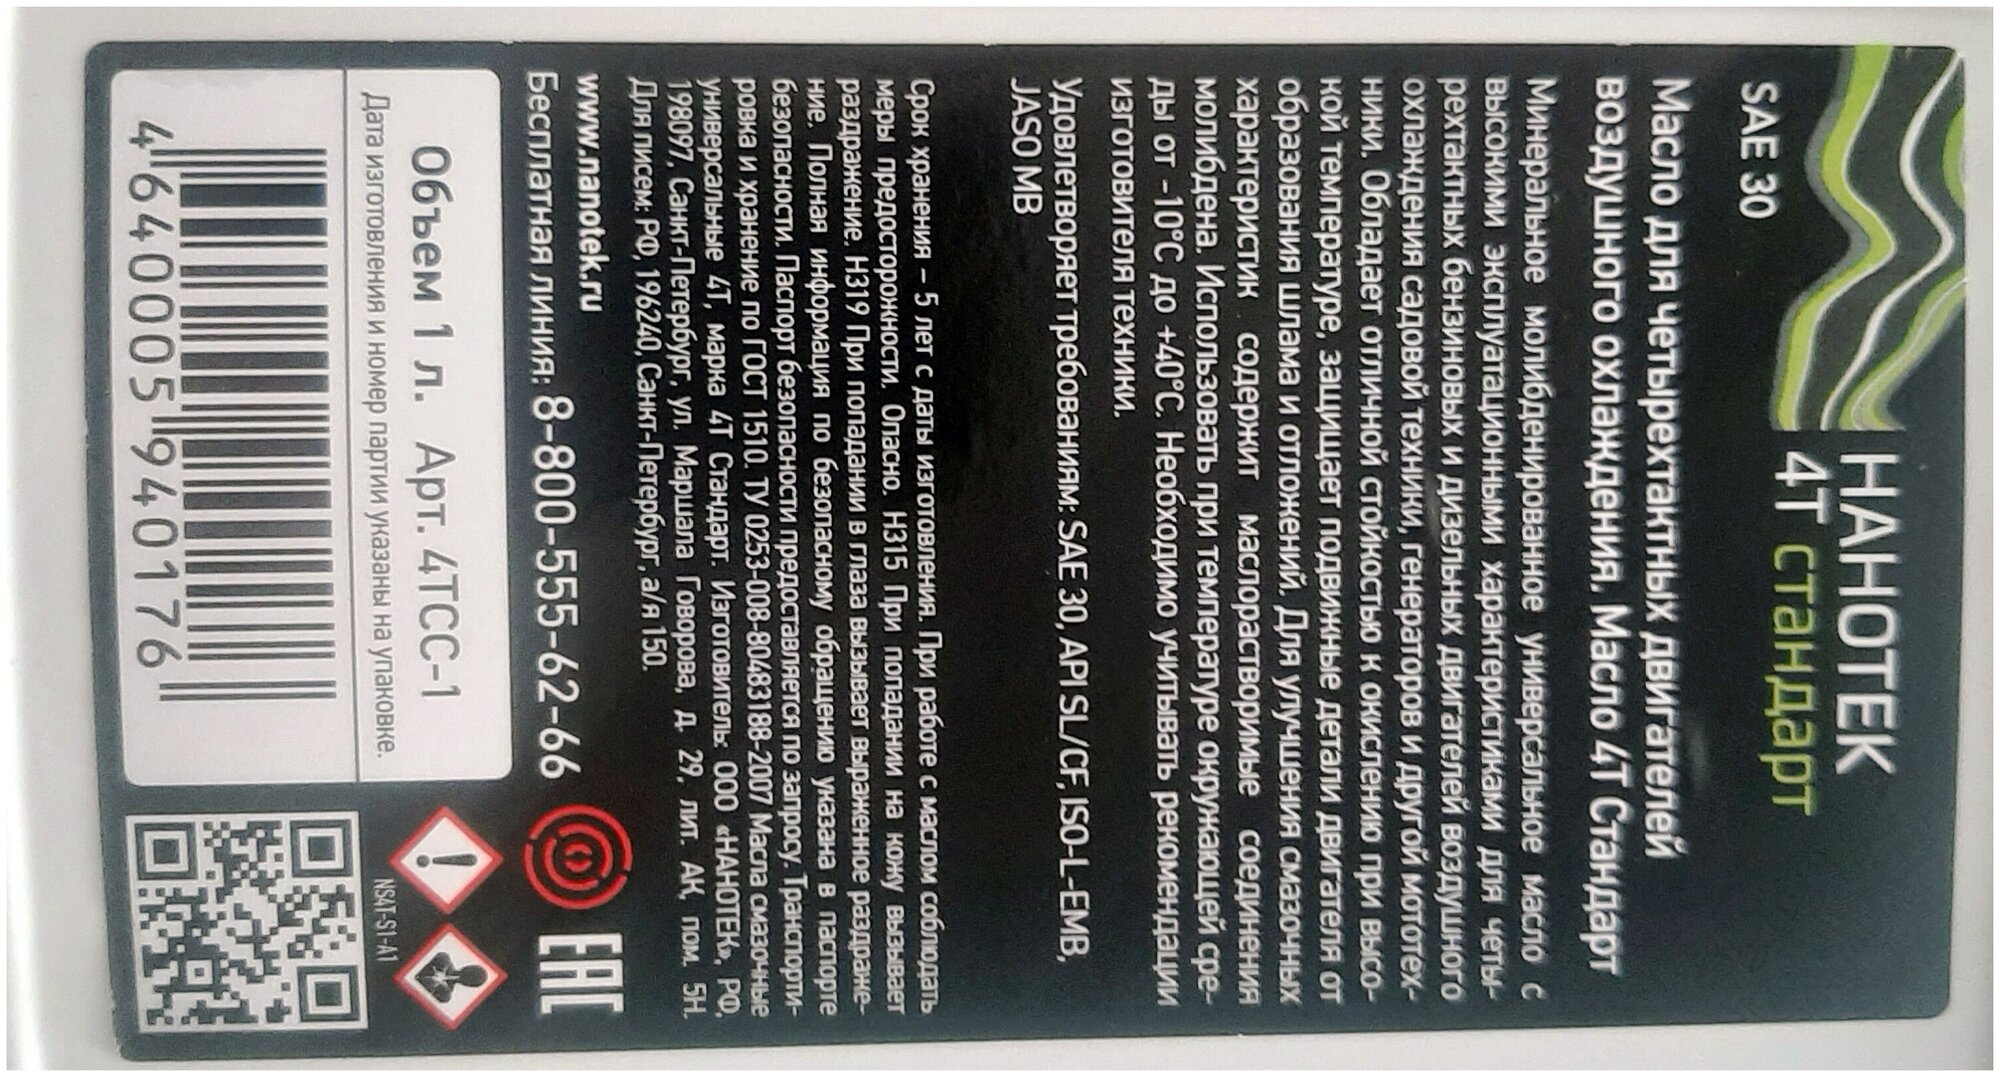 НАНОТЕК
4Т стандарт
SAE 30
Масло для четырехтактных двигателей
воздушного охлаждения. Масло 4Т Стандарт
Минеральное молибденированное универсальное масло с
высокими эксплуатационными характеристиками для четы-
рехтактных бензиновых и дизельных двигателей воздушного
охлаждения садовой техники, генераторов и другой мототех-
ники. Обладает отличной стойкостью к окислению при высо-
кой температуре, защищает подвижные детали двигателя от
образования шлама и отложений. Для улучшения смазочных
характеристик содержит маслорастворимые соединения
молибдена. Использовать при температуре окружающей сре-
ды от -10°С до +40°С. Необходимо учитывать рекомендации
изготовителя техники.
Удовлетворяет требованиям: SAE 30, API SL/CF, ISO-L-EMB,
JASO MB
Срок хранения – 5 лет с даты изготовления. При работе с маслом соблюдать
меры предосторожности. Опасно. H315 При попадании на кожу вызывает
раздражение. H319 При попадании в глаза вызывает выраженное раздраже-
ние. Полная информация по безопасному обращению указана в паспорте
безопасности. Паспорт безопасности предоставляется по запросу. Транспорти-
ровка и хранение по ГОСТ 1510. ТУ 0253-008-80483188-2007 Масла смазочные
универсальные 4Т, марка 4Т Стандарт. Изготовитель: ООО «НАНОТЕК», РФ,
198097, Санкт-Петербург, ул. Маршала Говорова, д. 29, лит. АК, пом. 5Н.
Для писем: РФ, 196240, Санкт-Петербург, а/я 150.
www.nanotek.ru
Бесплатная линия: 8-800-555-62-66
EAC
Объем 1 л. Арт. 4ТСС-1
Дата изготовления и номер партии указаны на упаковке.
NSAT-S1-A1
4640005940176